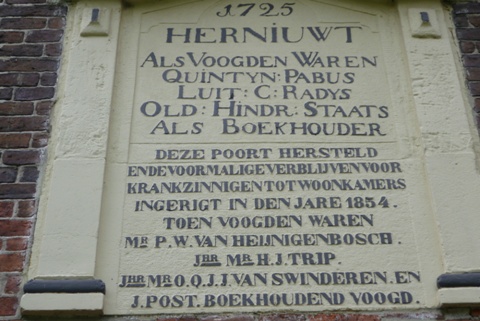 1725
HERNIUWT
ALS VOOGDEN WAREN
QUINTYN: PABUS
LUIT: C: RADYS
OLD: HINDR: STAATS
ALS BOEKHOUDER
DEZE POORT HERSTELD
ENDE VOORMALIGE VERBLIJVEN VOOR
KRANKZINNIGEN TOT WOONKAMERS
INGERIGT IN DEN JARE 1854.
TOEN VOOGDEN WAREN
MR P.W. VAN HEIJNIGENBOSCH.
JHR MR H.J. TRIP.
JHR MR O.Q.J.J. VAN SWINDEREN. EN
J. POST. BOEKHOUDEND VOOGD.